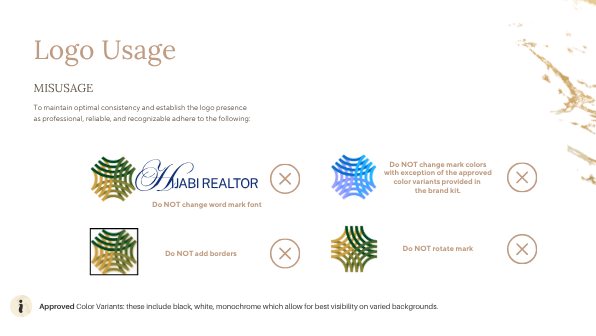 Logo Usage
MISUSAGE
To maintain optimal consistency and establish the logo presence
as professional, reliable, and recognizable adhere to the following:
HIJABI REALTOR
Do NOT change word mark font
Do NOT change mark colors
with exception of the approved
color variants provided in
the brand kit.
Do NOT add borders
Do NOT rotate mark
i Approved Color Variants: these include black, white, monochrome which allow for best visibility on varied backgrounds.